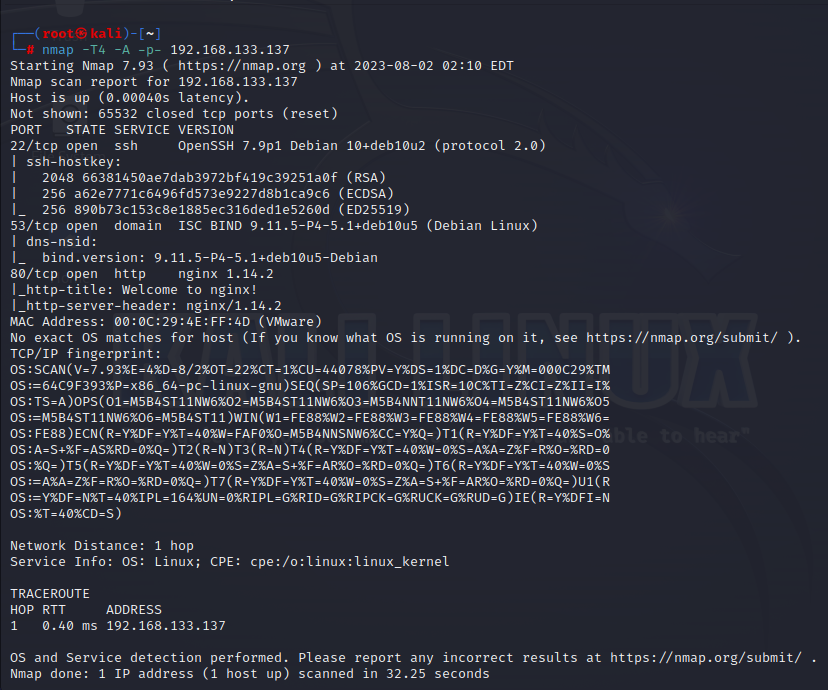 ┌──(root㉿kali)-[~]
└─# nmap -T4 -A -p- 192.168.133.137
Starting Nmap 7.93 ( https://nmap.org ) at 2023-08-02 02:10 EDT
Nmap scan report for 192.168.133.137
Host is up (0.00040s latency).
Not shown: 65532 closed tcp ports (reset)
PORT   STATE SERVICE VERSION
22/tcp open  ssh     OpenSSH 7.9p1 Debian 10+deb10u2 (protocol 2.0)
| ssh-hostkey:
|   2048 66381450ae7dab3972bf419c39251a0f (RSA)
|   256 a62e7771c6496fd573e9227d8b1ca9c6 (ECDSA)
|_  256 890b73c153c8e1885ec316ded1e5260d (ED25519)
53/tcp open  domain  ISC BIND 9.11.5-P4-5.1+deb10u5 (Debian Linux)
| dns-nsid:
|_  bind.version: 9.11.5-P4-5.1+deb10u5-Debian
80/tcp open  http    nginx 1.14.2
|_http-title: Welcome to nginx!
|_http-server-header: nginx/1.14.2
MAC Address: 00:0C:29:4E:FF:4D (VMware)
No exact OS matches for host (If you know what OS is running on it, see https://nmap.org/submit/ ).
TCP/IP fingerprint:
OS:SCAN(V=7.93%E=4%D=8/2%OT=22%CT=1%CU=44078%PV=Y%DS=1%DC=D%G=Y%M=000C29%TM
OS:=64C9F393%P=x86_64-pc-linux-gnu)SEQ(SP=106%GCD=1%ISR=10C%TI=Z%CI=Z%II=I%
OS:TS=A)OPS(O1=M5B4ST11NW6%O2=M5B4ST11NW6%O3=M5B4NNT11NW6%O4=M5B4ST11NW6%O5
OS:=M5B4ST11NW6%O6=M5B4ST11)WIN(W1=FE88%W2=FE88%W3=FE88%W4=FE88%W5=FE88%W6=
OS:FE88)ECN(R=Y%DF=Y%T=40%W=FAF0%O=M5B4NNSNW6%CC=Y%Q=)T1(R=Y%DF=Y%T=40%S=O%
OS:A=S+%F=AS%RD=0%Q=)T2(R=N)T3(R=N)T4(R=Y%DF=Y%T=40%W=0%S=A%A=Z%F=R%O=%RD=0
OS:%Q=)T5(R=Y%DF=Y%T=40%W=0%S=Z%A=S+%F=AR%O=%RD=0%Q=)T6(R=Y%DF=Y%T=40%W=0%S
OS:=A%A=Z%F=R%O=%RD=0%Q=)T7(R=Y%DF=Y%T=40%W=0%S=Z%A=S+%F=AR%O=%RD=0%Q=)U1(R
OS:=Y%DF=N%T=40%IPL=164%UN=0%RIPL=G%RID=G%RIPCK=G%RUCK=G%RUD=G)IE(R=Y%DFI=N
OS:%T=40%CD=S)
Network Distance: 1 hop
Service Info: OS: Linux; CPE: cpe:/o:linux:linux_kernel
TRACEROUTE
HOP RTT     ADDRESS
1   0.40 ms 192.168.133.137
OS and Service detection performed. Please report any incorrect results at https://nmap.org/submit/ .
Nmap done: 1 IP address (1 host up) scanned in 32.25 seconds
LINUX
to hear"